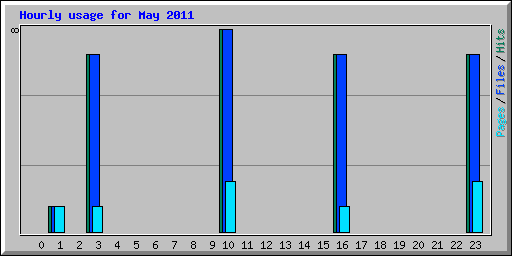 Hourly usage for May 2011
8
Pages/Files/Hits
0 1 2 3 4 5 6 7 8 9 10 11 12 13 14 15 16 17 18 19 20 21 22 23